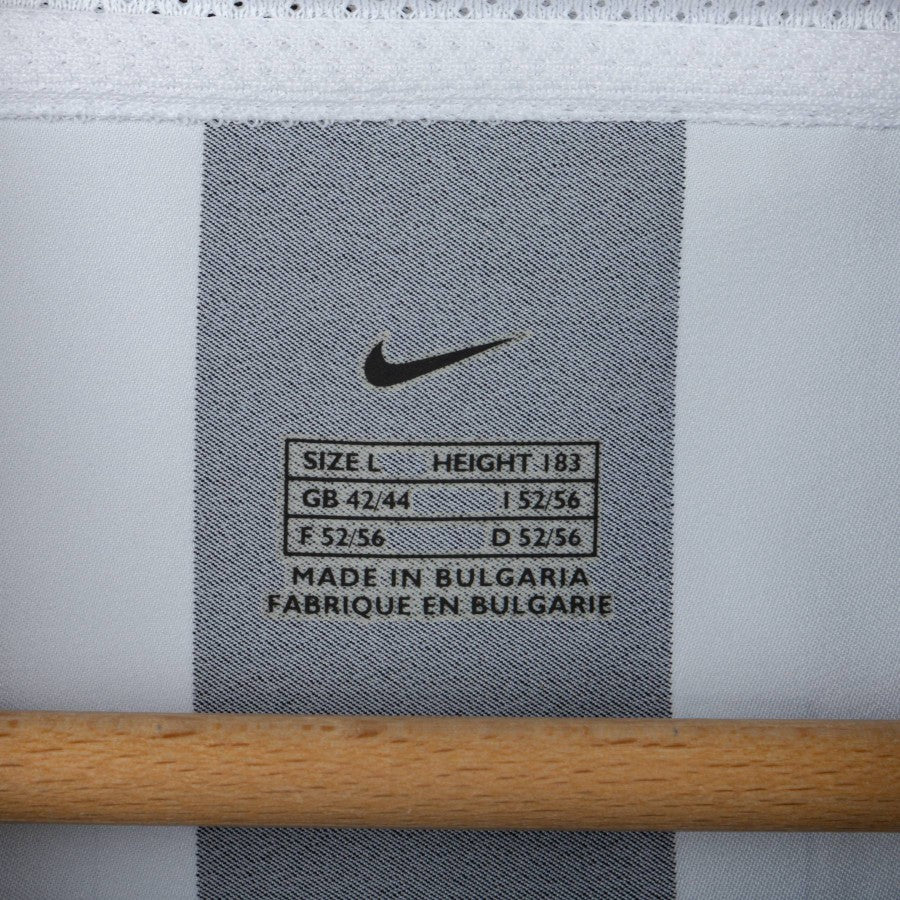 SIZE L HEIGHT 183
GB 42/44 I 52/56
F 52/56 D 52/56
MADE IN BULGARIA
FABRIQUE EN BULGARIE